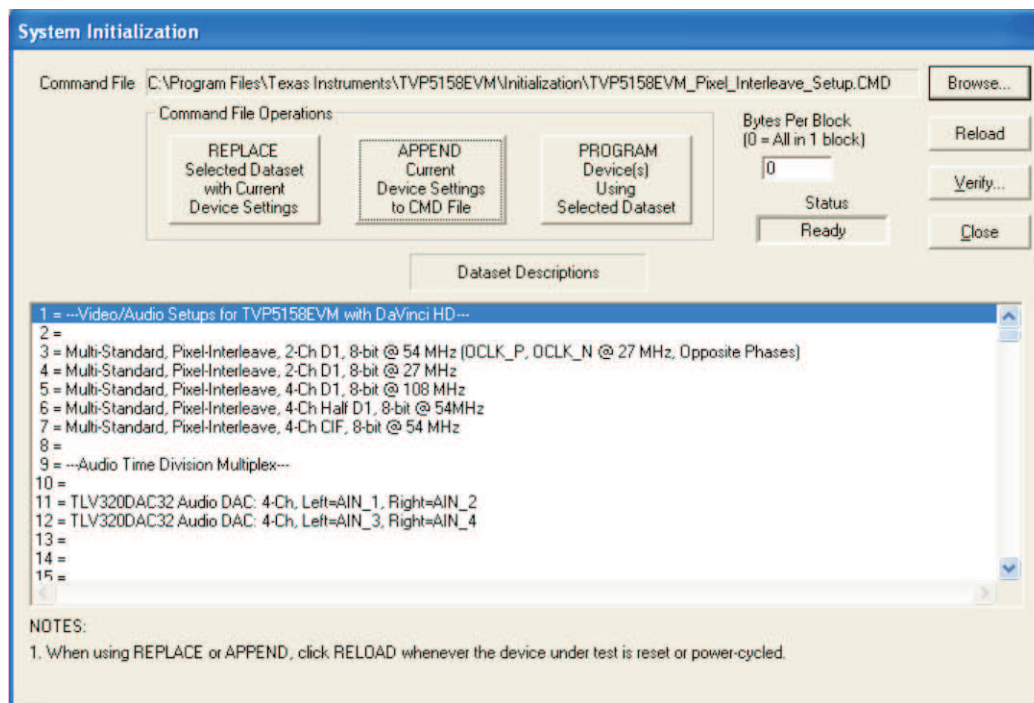 System Initialization
Command File C:\Program Files\Texas Instruments\TVP5158EVM\Initialization\TVP5158EVM_Pixel_Interleave_Setup.CMD
Browse...
Command File Operations
REPLACE
Selected Dataset
with Current
Device Settings
APPEND
Current
Device Settings
to CMD File
PROGRAM
Device(s)
Using
Selected Dataset
Bytes Per Block
(0 = All in 1 block)
0
Status
Ready
Reload
Verify...
Close
Dataset Descriptions
1 = ---Video/Audio Setups for TVP5158EVM with DaVinci HD---
2 =
3 = Multi-Standard, Pixel-Interleave, 2-Ch D1, 8-bit @ 54 MHz (OCLK_P, OCLK_N @ 27 MHz, Opposite Phases)
4 = Multi-Standard, Pixel-Interleave, 2-Ch D1, 8-bit @ 27 MHz
5 = Multi-Standard, Pixel-Interleave, 4-Ch D1, 8-bit @ 108 MHz
6 = Multi-Standard, Pixel-Interleave, 4-Ch Half D1, 8-bit @ 54MHz
7 = Multi-Standard, Pixel-Interleave, 4-Ch CIF, 8-bit @ 54 MHz
8 =
9 = ---Audio Time Division Multiplex---
10 =
11 = TLV320DAC32 Audio DAC: 4-Ch, Left=AIN_1, Right=AIN_2
12 = TLV320DAC32 Audio DAC: 4-Ch, Left=AIN_3, Right=AIN_4
13 =
14 =
15 =
NOTES:
1. When using REPLACE or APPEND, click RELOAD whenever the device under test is reset or power-cycled.